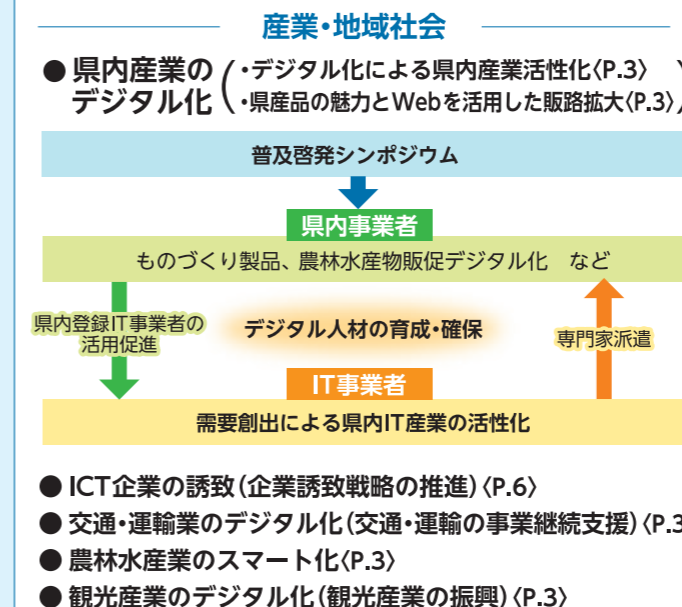 産業・地域社会
● 県内産業の
デジタル化
・デジタル化による県内産業活性化〈P.3〉
・県産品の魅力とWebを活用した販路拡大〈P.3〉
普及啓発シンポジウム
県内事業者
ものづくり製品、農林水産物販促デジタル化　など
県内登録IT事業者の
活用促進
デジタル人材の育成・確保
専門家派遣
IT事業者
需要創出による県内IT産業の活性化
● ICT企業の誘致(企業誘致戦略の推進)〈P.6〉
● 交通・運輸業のデジタル化(交通・運輸の事業継続支援)〈P.3
● 農林水産業のスマート化〈P.3〉
● 観光産業のデジタル化(観光産業の振興)〈P.3〉